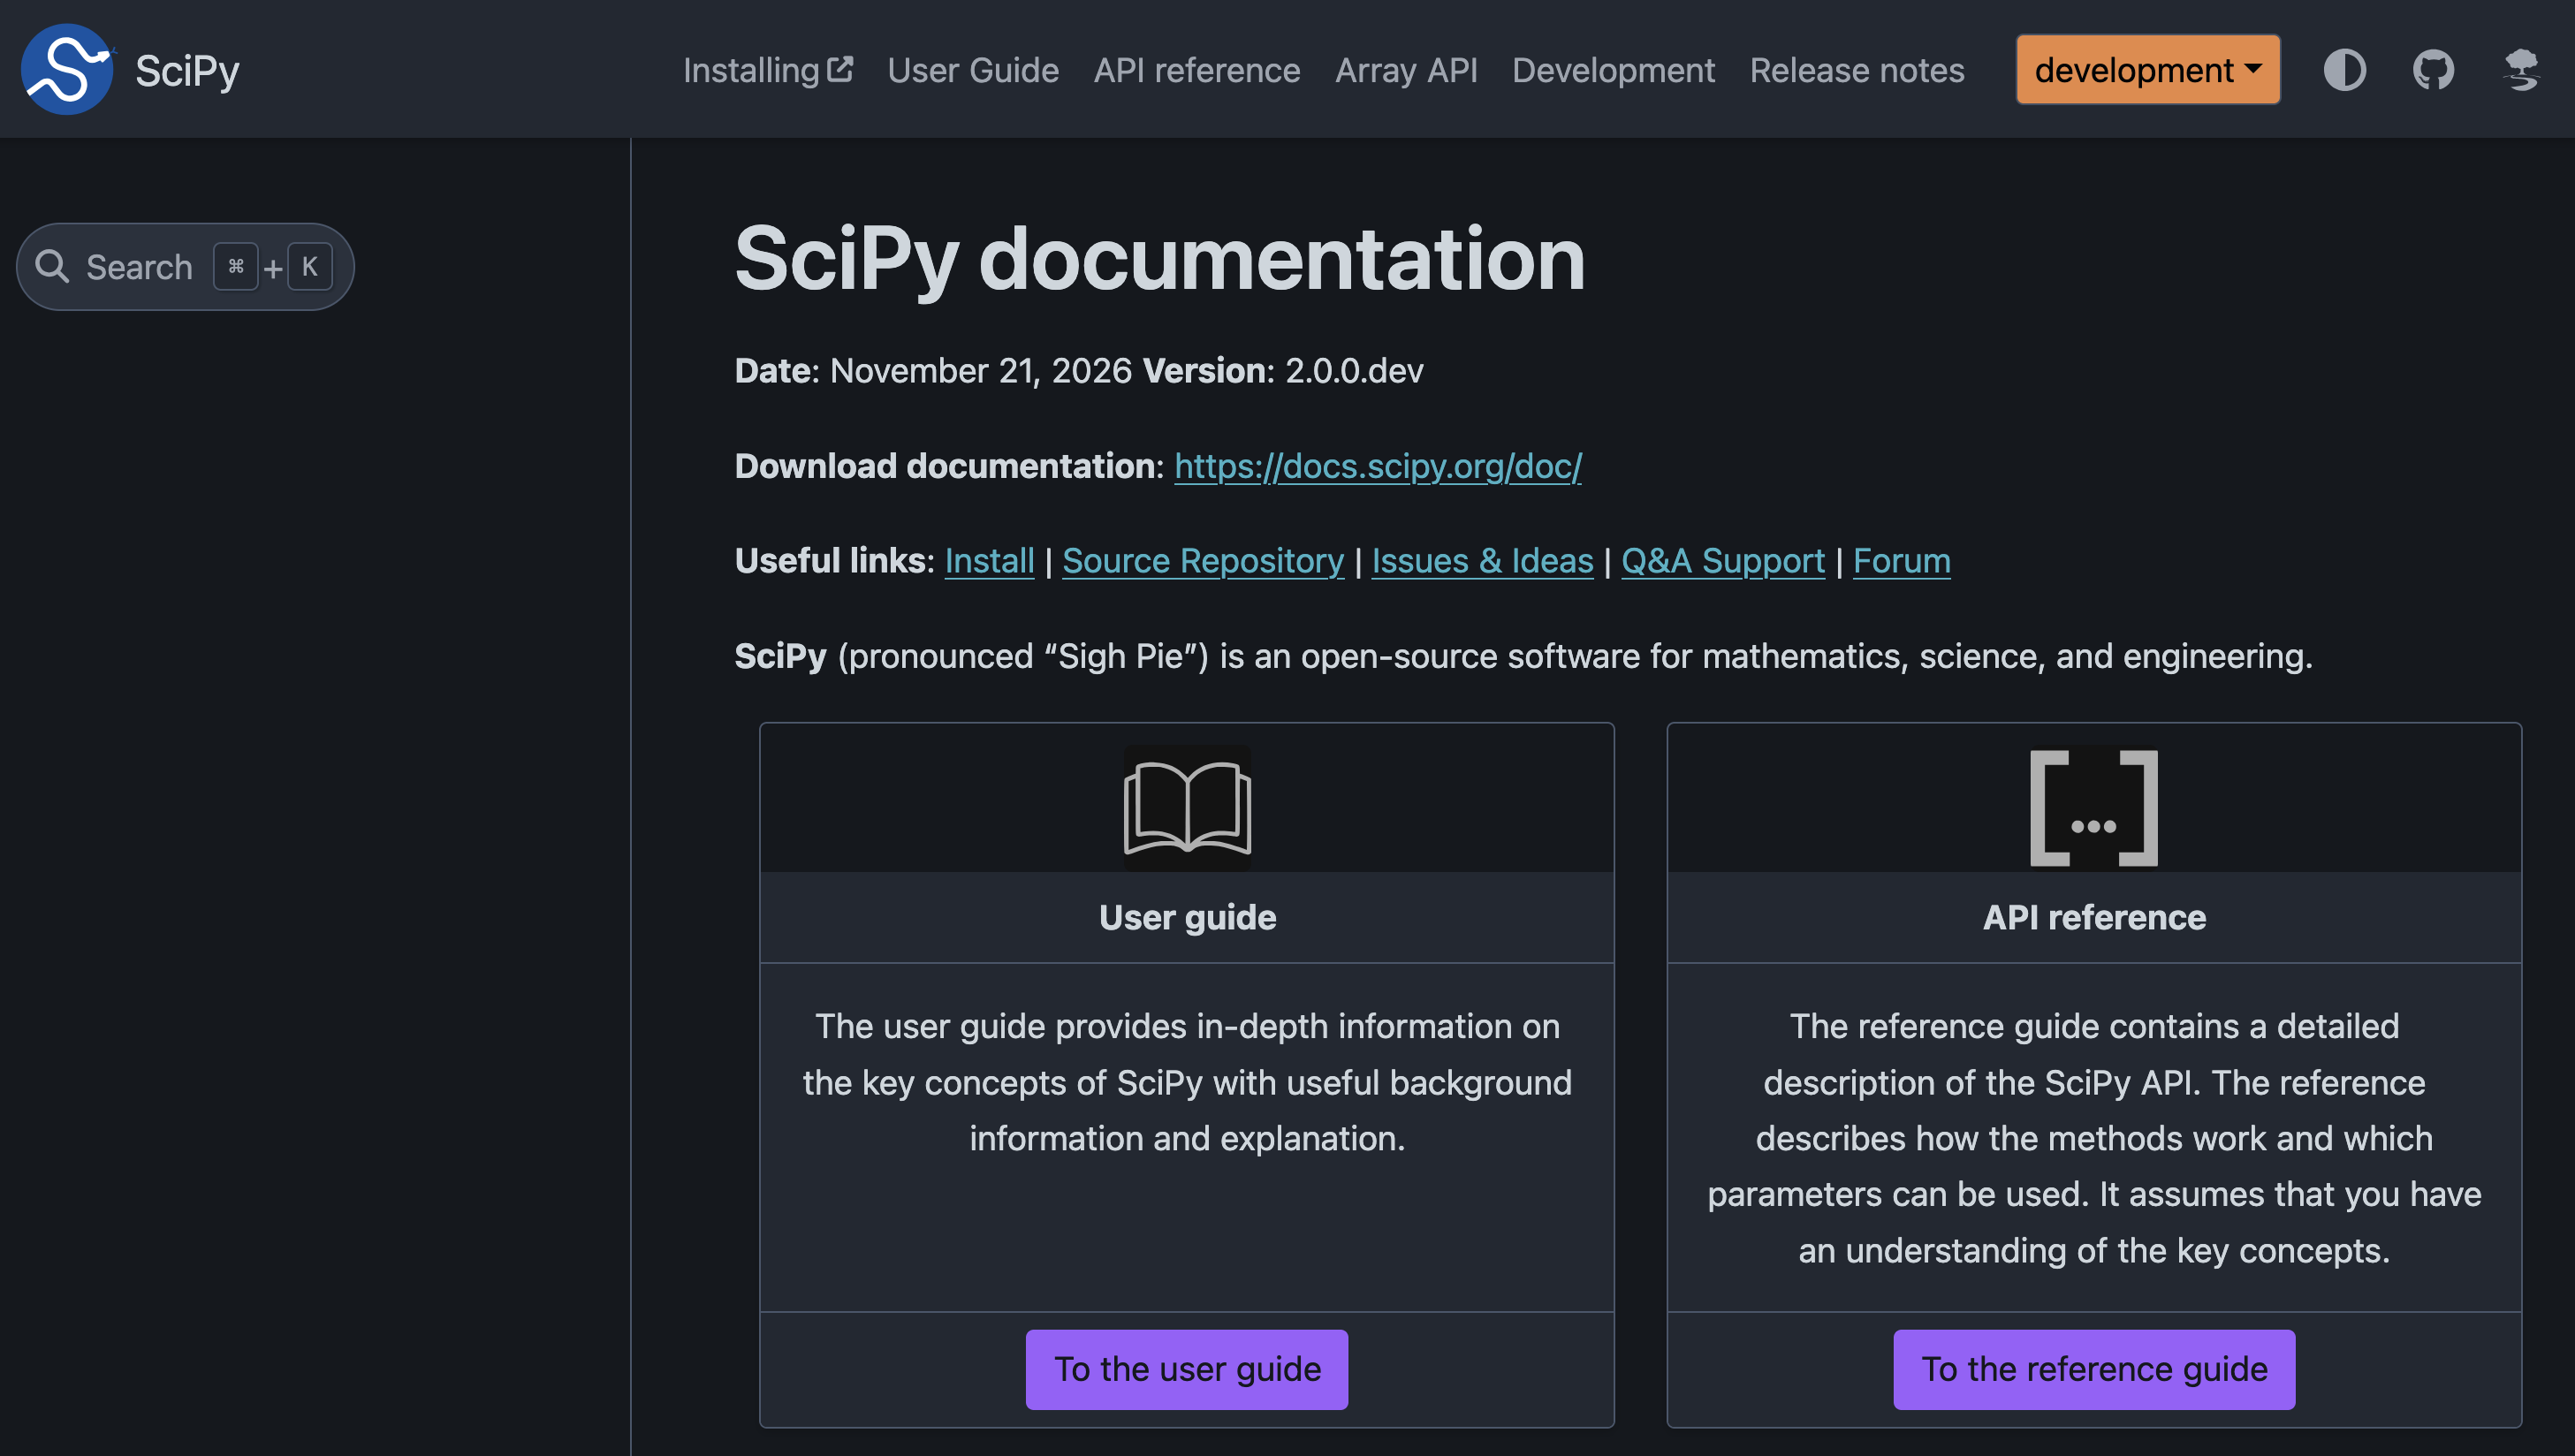 SciPy
Installing User Guide API reference Array API Development Release notes development
Search ⌘ + K
SciPy documentation
Date: November 21, 2026 Version: 2.0.0.dev
Download documentation: https://docs.scipy.org/doc/
Useful links: Install | Source Repository | Issues & Ideas | Q&A Support | Forum
SciPy (pronounced “Sigh Pie”) is an open-source software for mathematics, science, and engineering.
User guide
The user guide provides in-depth information on
the key concepts of SciPy with useful background
information and explanation.
To the user guide
API reference
The reference guide contains a detailed
description of the SciPy API. The reference
describes how the methods work and which
parameters can be used. It assumes that you have
an understanding of the key concepts.
To the reference guide